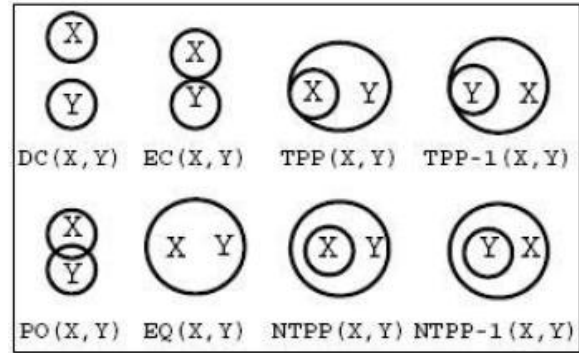 X X X Y Y X
Y Y
DC(X,Y) EC(X,Y) TPP(X,Y) TPP-1(X,Y)
X X Y X Y Y X
Y
PO(X,Y) EQ(X,Y) NTPP(X,Y) NTPP-1(X,Y)